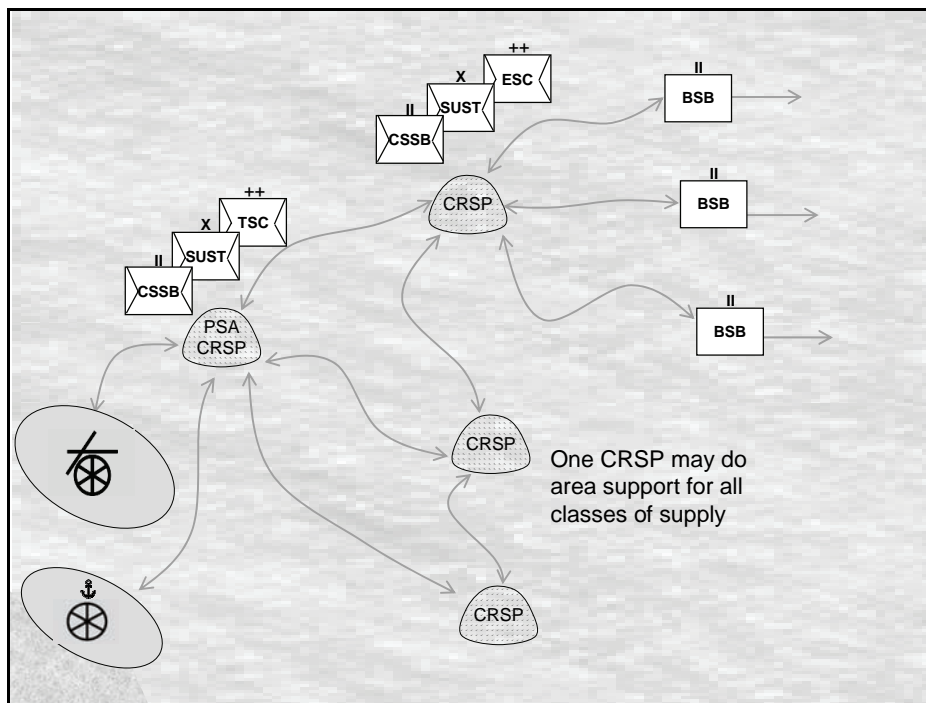 ++
ESC
X
SUST
II
CSSB
II
BSB
CRSP
II
BSB
++
TSC
X
SUST
II
CSSB
PSA
CRSP
II
BSB
CRSP
One CRSP may do
area support for all
classes of supply
CRSP